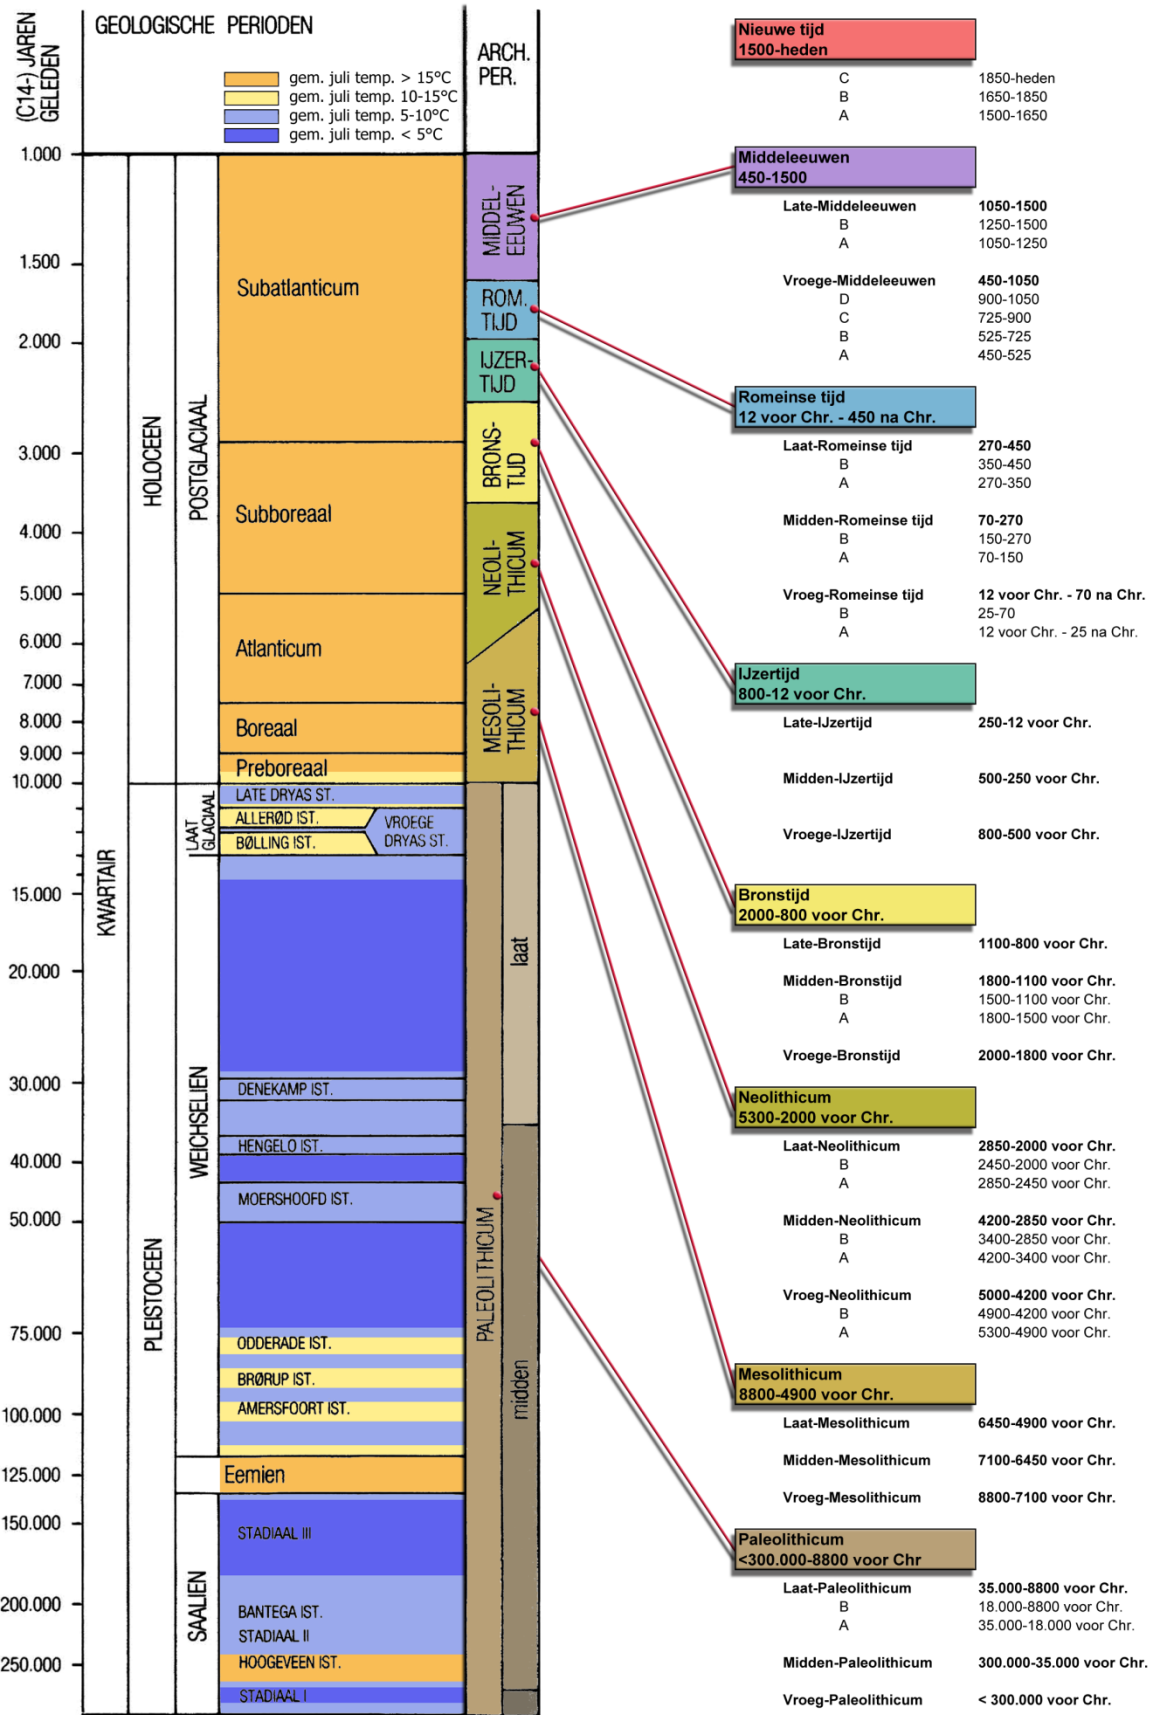 (C14-) JAREN
GELEDEN
GEOLOGISCHE PERIODEN
ARCH.
PER.
gem. juli temp. > 15°C
gem. juli temp. 10-15°C
gem. juli temp. 5-10°C
gem. juli temp. < 5°C
1.000
1.500
2.000
3.000
4.000
5.000
6.000
7.000
8.000
9.000
10.000
15.000
20.000
30.000
40.000
50.000
75.000
100.000
125.000
150.000
200.000
250.000
KWARTAIR
HOLOCEEN
PLEISTOCEEN
POSTGLACIAAL
LAAT
GLACIAAL
WEICHSELIEN
SAALIEN
Subatlanticum
Subboreaal
Atlanticum
Boreaal
Preboreaal
LATE DRYAS ST.
ALLERØD IST.
VROEGE
DRYAS ST.
BØLLING IST.
DENEKAMP IST.
HENGELO IST.
MOERSHOOFD IST.
ODDERADE IST.
BRØRUP IST.
AMERSFOORT IST.
Eemien
STADIAAL III
BANTEGA IST.
STADIAAL II
HOOGEVEEN IST.
STADIAAL I
MIDDEL-
EEUWEN
ROM.
TIJD
IJZER-
TIJD
BRONS-
TIJD
NEOLI-
THICUM
MESOLI-
THICUM
PALEOLITHICUM
laat
midden
Nieuwe tijd
1500-heden
C 1850-heden
B 1650-1850
A 1500-1650
Middeleeuwen
450-1500
Late-Middeleeuwen 1050-1500
B 1250-1500
A 1050-1250
Vroege-Middeleeuwen 450-1050
D 900-1050
C 725-900
B 525-725
A 450-525
Romeinse tijd
12 voor Chr. - 450 na Chr.
Laat-Romeinse tijd 270-450
B 350-450
A 270-350
Midden-Romeinse tijd 70-270
B 150-270
A 70-150
Vroeg-Romeinse tijd 12 voor Chr. - 70 na Chr.
B 25-70
A 12 voor Chr. - 25 na Chr.
IJzertijd
800-12 voor Chr.
Late-IJzertijd 250-12 voor Chr.
Midden-IJzertijd 500-250 voor Chr.
Vroege-IJzertijd 800-500 voor Chr.
Bronstijd
2000-800 voor Chr.
Late-Bronstijd 1100-800 voor Chr.
Midden-Bronstijd 1800-1100 voor Chr.
B 1500-1100 voor Chr.
A 1800-1500 voor Chr.
Vroege-Bronstijd 2000-1800 voor Chr.
Neolithicum
5300-2000 voor Chr.
Laat-Neolithicum 2850-2000 voor Chr.
B 2450-2000 voor Chr.
A 2850-2450 voor Chr.
Midden-Neolithicum 4200-2850 voor Chr.
B 3400-2850 voor Chr.
A 4200-3400 voor Chr.
Vroeg-Neolithicum 5000-4200 voor Chr.
B 4900-4200 voor Chr.
A 5300-4900 voor Chr.
Mesolithicum
8800-4900 voor Chr.
Laat-Mesolithicum 6450-4900 voor Chr.
Midden-Mesolithicum 7100-6450 voor Chr.
Vroeg-Mesolithicum 8800-7100 voor Chr.
Paleolithicum
<300.000-8800 voor Chr
Laat-Paleolithicum 35.000-8800 voor Chr.
B 18.000-8800 voor Chr.
A 35.000-18.000 voor Chr.
Midden-Paleolithicum 300.000-35.000 voor Chr.
Vroeg-Paleolithicum < 300.000 voor Chr.